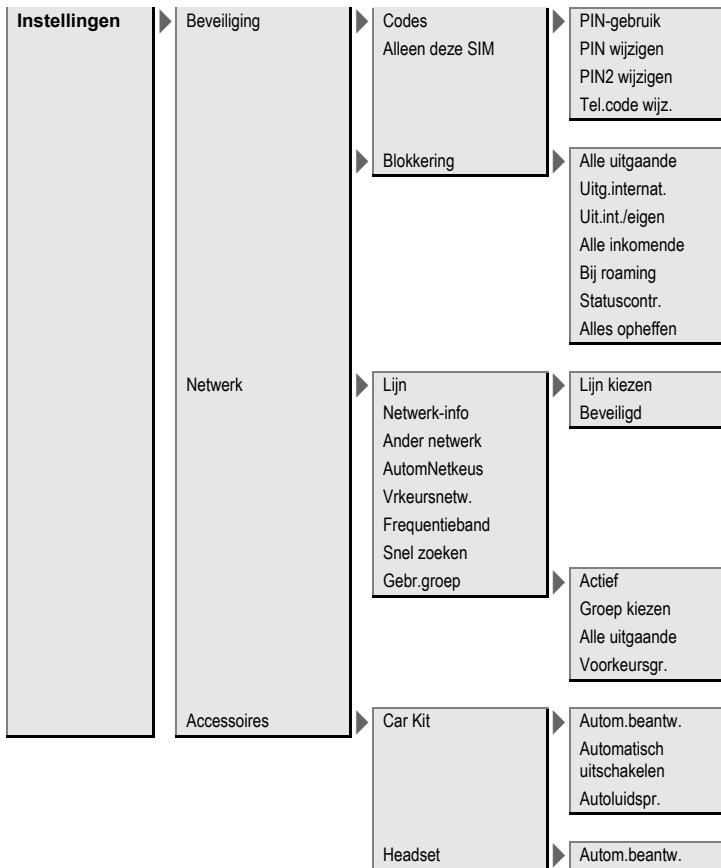 Instellingen
Beveiliging
Codes
PIN-gebruik
Alleen deze SIM
PIN wijzigen
PIN2 wijzigen
Tel.code wijz.
Blokkering
Alle uitgaande
Uitg.internat.
Uit.int./eigen
Alle inkomende
Bij roaming
Statuscontr.
Alles opheffen
Netwerk
Lijn
Lijn kiezen
Netwerk-info
Beveiligd
Ander netwerk
AutomNetkeus
Vrkeursnetw.
Frequentieband
Snel zoeken
Gebr.groep
Actief
Groep kiezen
Alle uitgaande
Voorkeursgr.
Accessoires
Car Kit
Autom.beantw.
Automatisch
uitschakelen
Autoluidspr.
Headset
Autom.beantw.